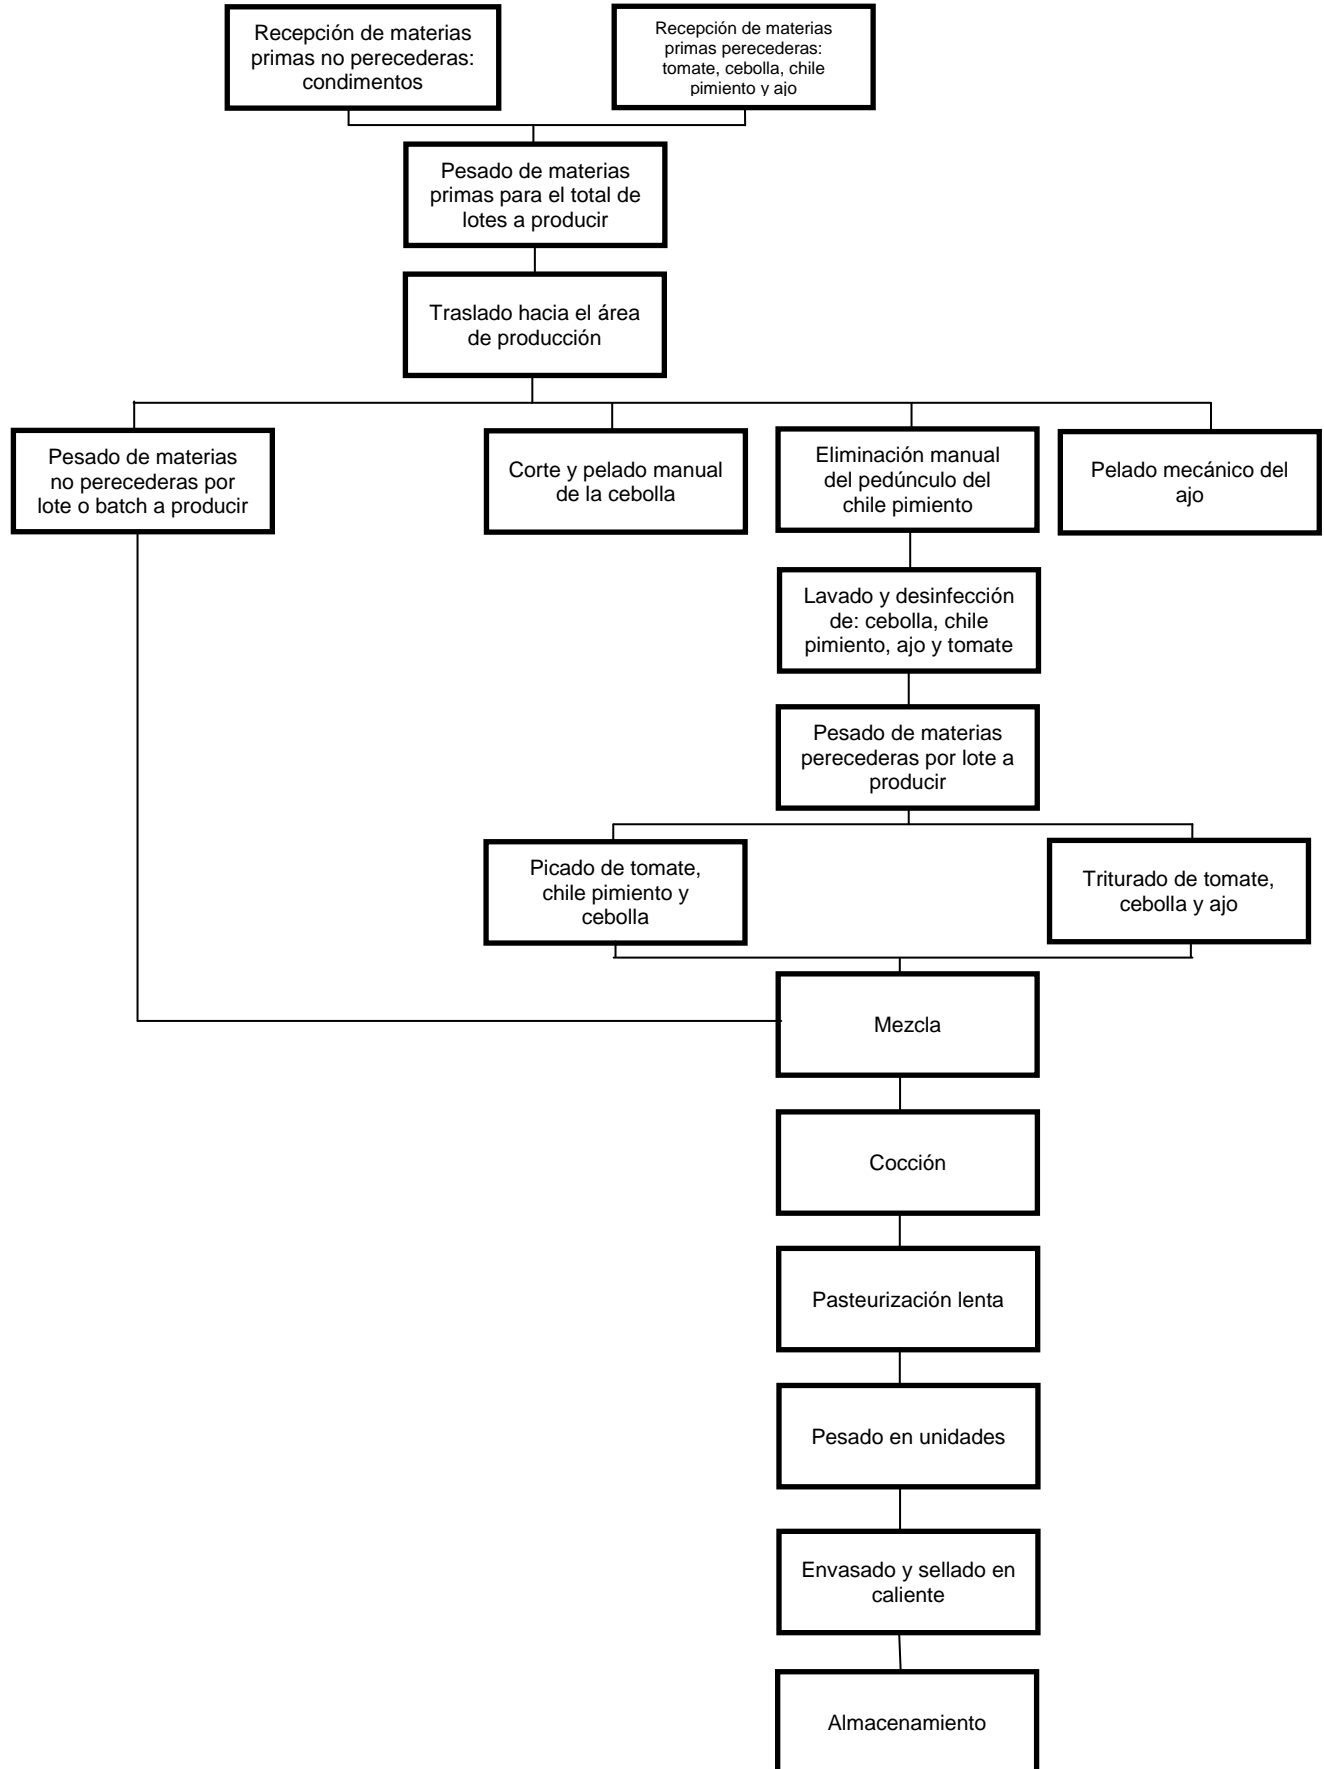 Recepción de materias
primas no perecederas:
condimentos
Recepción de materias
primas perecederas:
tomate, cebolla, chile
pimiento y ajo
Pesado de materias
primas para el total de
lotes a producir
Traslado hacia el área
de producción
Pesado de materias
no perecederas por
lote o batch a producir
Corte y pelado manual
de la cebolla
Eliminación manual
del pedúnculo del
chile pimiento
Pelado mecánico del
ajo
Lavado y desinfección
de: cebolla, chile
pimiento, ajo y tomate
Pesado de materias
perecederas por lote a
producir
Picado de tomate,
chile pimiento y
cebolla
Triturado de tomate,
cebolla y ajo
Mezcla
Cocción
Pasteurización lenta
Pesado en unidades
Envasado y sellado en
caliente
Almacenamiento